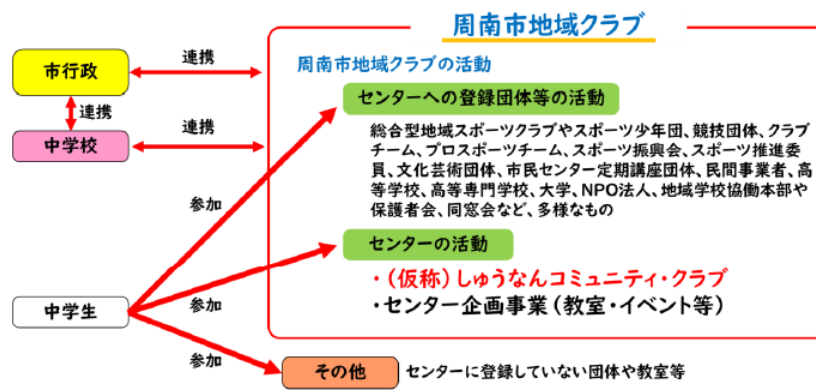 周南市地域クラブ
市行政
連携
周南市地域クラブの活動
連携
センターへの登録団体等の活動
中学校
連携
総合型地域スポーツクラブやスポーツ少年団、競技団体、クラブ
チーム、プロスポーツチーム、スポーツ振興会、スポーツ推進委
員、文化芸術団体、市民センター定期講座団体、民間事業者、高
等学校、高等専門学校、大学、NPO法人、地域学校協働本部や
保護者会、同窓会など、多様なもの
参加
センターの活動
・（仮称）しゅうなんコミュニティ・クラブ
・センター企画事業（教室・イベント等）
中学生
参加
参加
その他
センターに登録していない団体や教室等